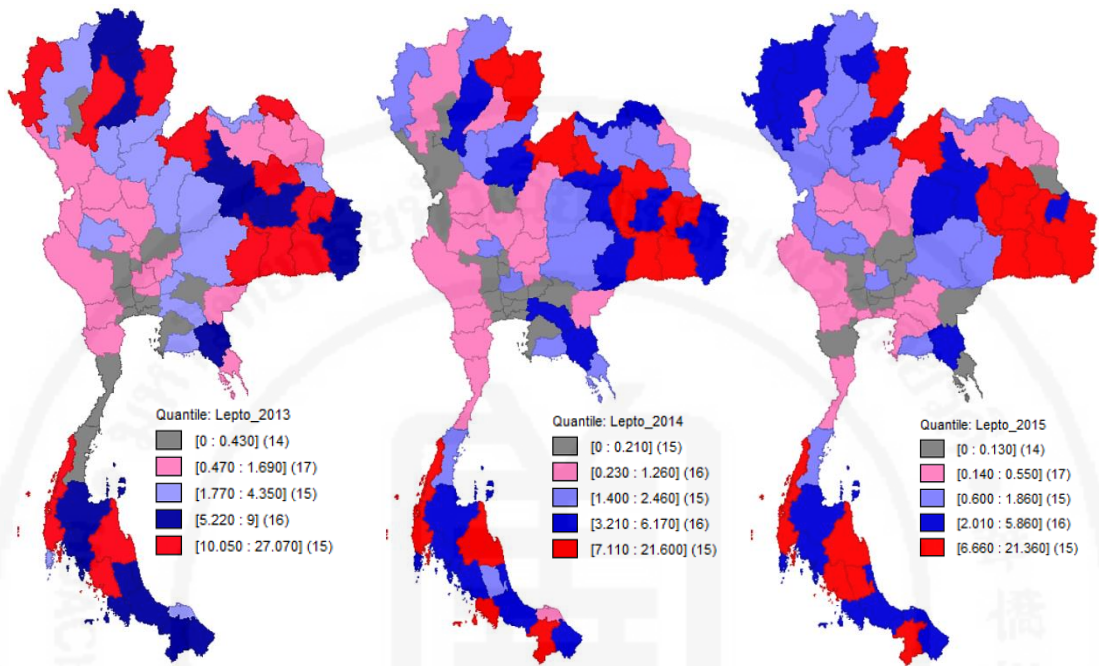 Quantile: Lepto_2013
[0 : 0.430] (14)
[0.470 : 1.690] (17)
[1.770 : 4.350] (15)
[5.220 : 9] (16)
[10.050 : 27.070] (15)
Quantile: Lepto_2014
[0 : 0.210] (15)
[0.230 : 1.260] (16)
[1.400 : 2.460] (15)
[3.210 : 6.170] (16)
[7.110 : 21.600] (15)
Quantile: Lepto_2015
[0 : 0.130] (14)
[0.140 : 0.550] (17)
[0.600 : 1.860] (15)
[2.010 : 5.860] (16)
[6.660 : 21.360] (15)